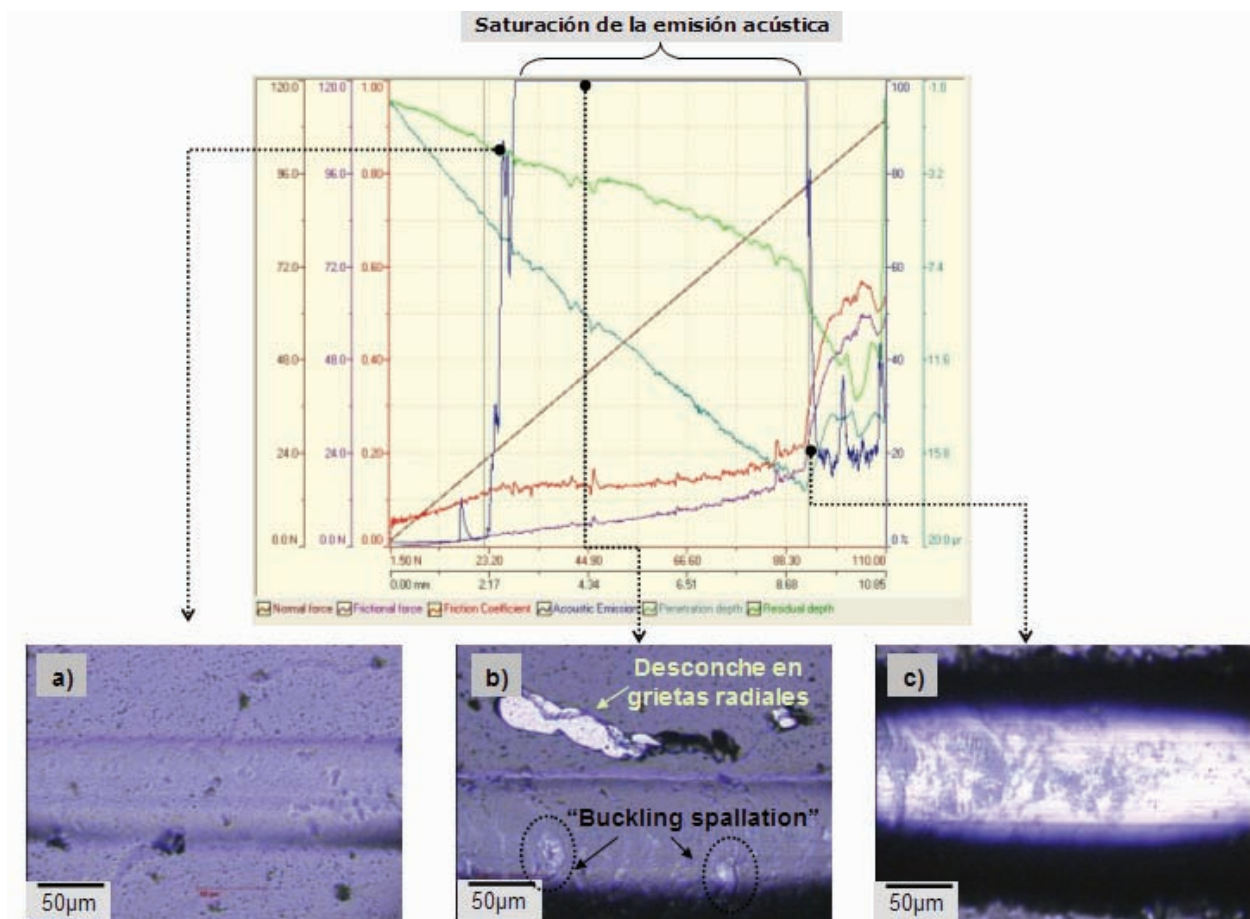 Saturación de la emisión acústica
120.0 120.0 1.00 100 -1.0
96.0 96.0 0.80 80 3.2
72.0 72.0 0.60 60 7.4
48.0 48.0 0.40 40 11.6
24.0 24.0 0.20 20 15.8
0.0 N 0.0 N 0.00 0 % 20.0 µm
1.50 N 23.20 44.90 66.60 88.30 110.00
0.00 mm 2.17 4.34 6.51 8.68 10.85
Normal force Frictional force Friction Coefficient Acoustic Emission Penetration depth Residual depth
a)
50µm
b)
Desconche en
grietas radiales
“Buckling spallation”
50µm
c)
50µm